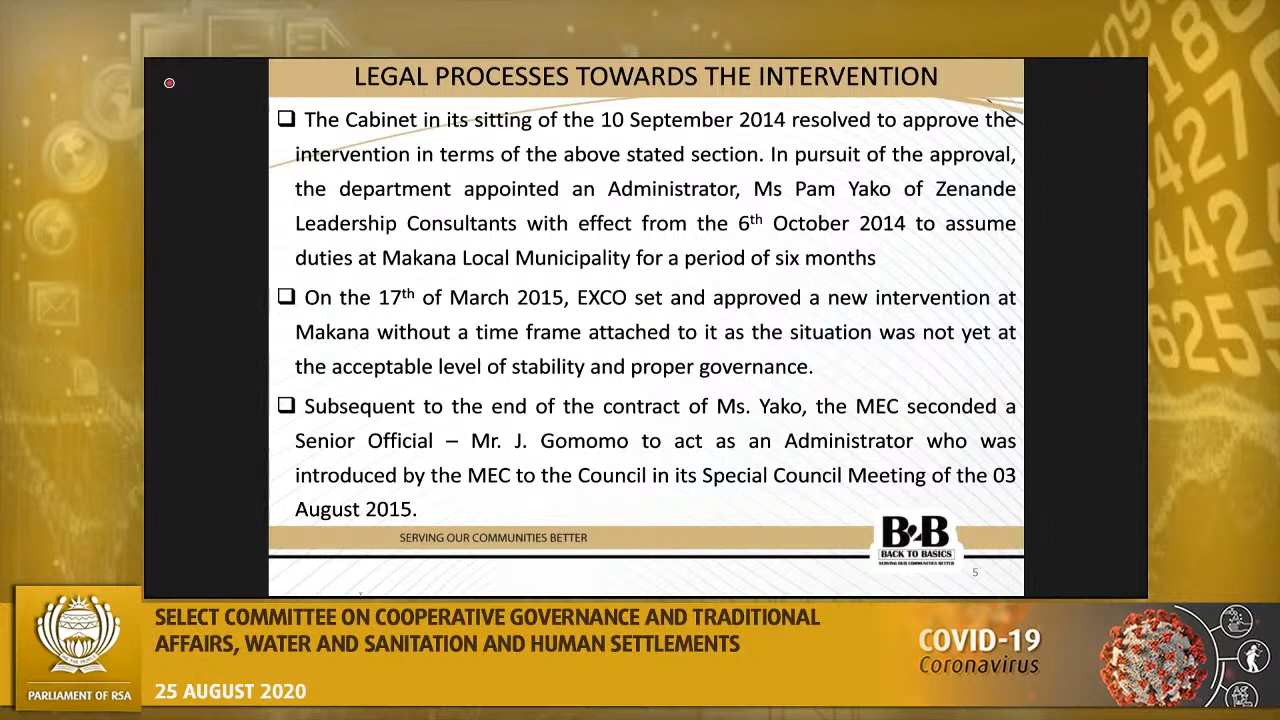 LEGAL PROCESSES TOWARDS THE INTERVENTION
❑ The Cabinet in its sitting of the 10 September 2014 resolved to approve the
intervention in terms of the above stated section. In pursuit of the approval,
the department appointed an Administrator, Ms Pam Yako of Zenande
Leadership Consultants with effect from the 6th October 2014 to assume
duties at Makana Local Municipality for a period of six months
❑ On the 17th of March 2015, EXCO set and approved a new intervention at
Makana without a time frame attached to it as the situation was not yet at
the acceptable level of stability and proper governance.
❑ Subsequent to the end of the contract of Ms. Yako, the MEC seconded a
Senior Official – Mr. J. Gomomo to act as an Administrator who was
introduced by the MEC to the Council in its Special Council Meeting of the 03
August 2015.
SERVING OUR COMMUNITIES BETTER
B2B
BACK TO BASICS
SERVING OUR COMMUNITIES BETTER
5
SELECT COMMITTEE ON COOPERATIVE GOVERNANCE AND TRADITIONAL
AFFAIRS, WATER AND SANITATION AND HUMAN SETTLEMENTS
25 AUGUST 2020
PARLIAMENT OF RSA
COVID-19
Coronavirus